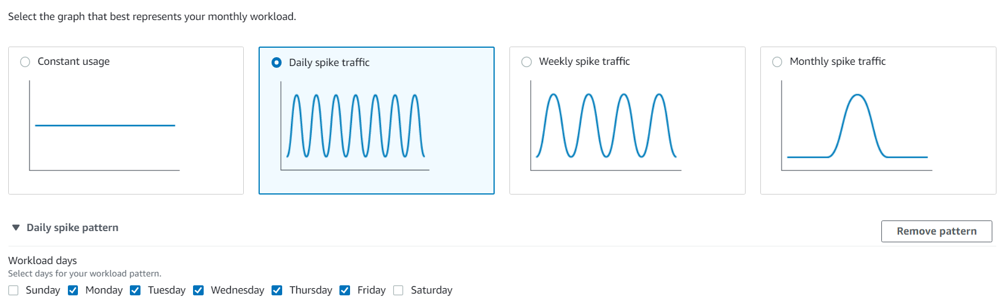 Select the graph that best represents your monthly workload.
Constant usage
Daily spike traffic
Weekly spike traffic
Monthly spike traffic
Daily spike pattern
Remove pattern
Workload days
Select days for your workload pattern.
Sunday Monday Tuesday Wednesday Thursday Friday Saturday